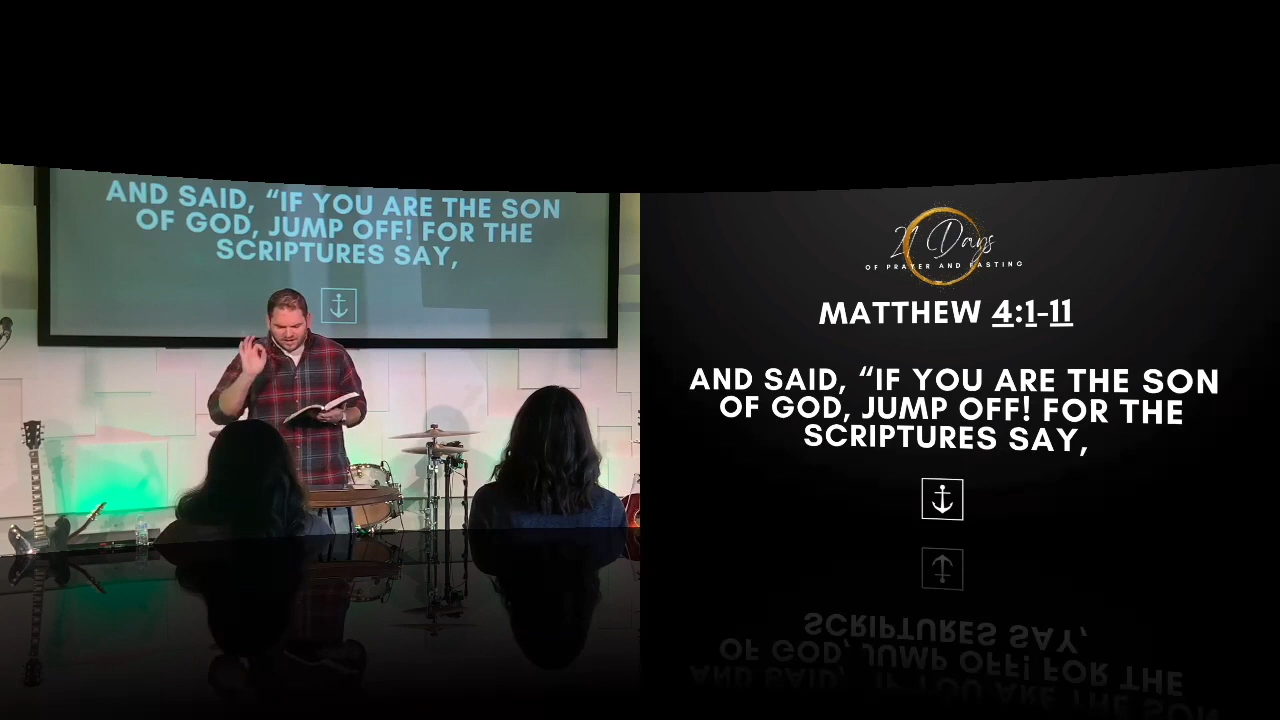 AND SAID, “IF YOU ARE THE SON
OF GOD, JUMP OFF! FOR THE
SCRIPTURES SAY,
21 Days
OF PRAYER AND FASTING
MATTHEW 4:1-11
AND SAID, “IF YOU ARE THE SON
OF GOD, JUMP OFF! FOR THE
SCRIPTURES SAY,